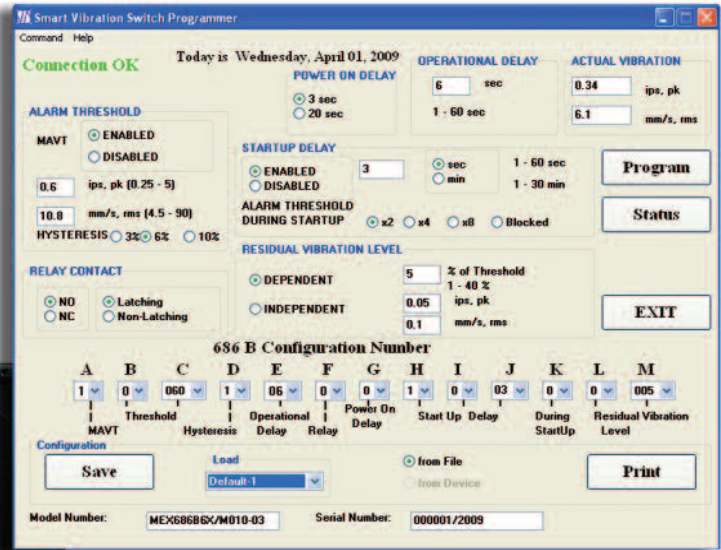 Smart Vibration Switch Programmer
Command Help
Connection OK
Today is Wednesday, April 01, 2009
POWER ON DELAY
3 sec
20 sec
OPERATIONAL DELAY
6 sec
1 - 60 sec
ACTUAL VIBRATION
0.34 ips, pk
6.1 mm/s, rms
ALARM THRESHOLD
MAVT
ENABLED
DISABLED
0.6 ips, pk (0.25 - 5)
10.8 mm/s, rms (4.5 - 90)
HYSTERESIS 3% 6% 10%
STARTUP DELAY
ENABLED
DISABLED
3
sec
min
1 - 60 sec
1 - 30 min
ALARM THRESHOLD
DURING STARTUP x2 x4 x8 Blocked
Program
Status
RELAY CONTACT
NO
NC
Latching
Non-Latching
RESIDUAL VIBRATION LEVEL
DEPENDENT
INDEPENDENT
5 % of Threshold
1 - 40 %
0.05 ips, pk
0.1 mm/s, rms
EXIT
686 B Configuration Number
A B C D E F G H I J K L M
1 0 060 1 06 0 0 1 0 03 0 0 005
MAVT
Threshold
Hysteresis
Operational Delay
Relay
Power On Delay
Start Up Delay
During StartUp
Residual Vibration Level
Configuration
Save
Load
Default-1
from File
from Device
Print
Model Number: MEX686B6X/M010-03
Serial Number: 000001/2009